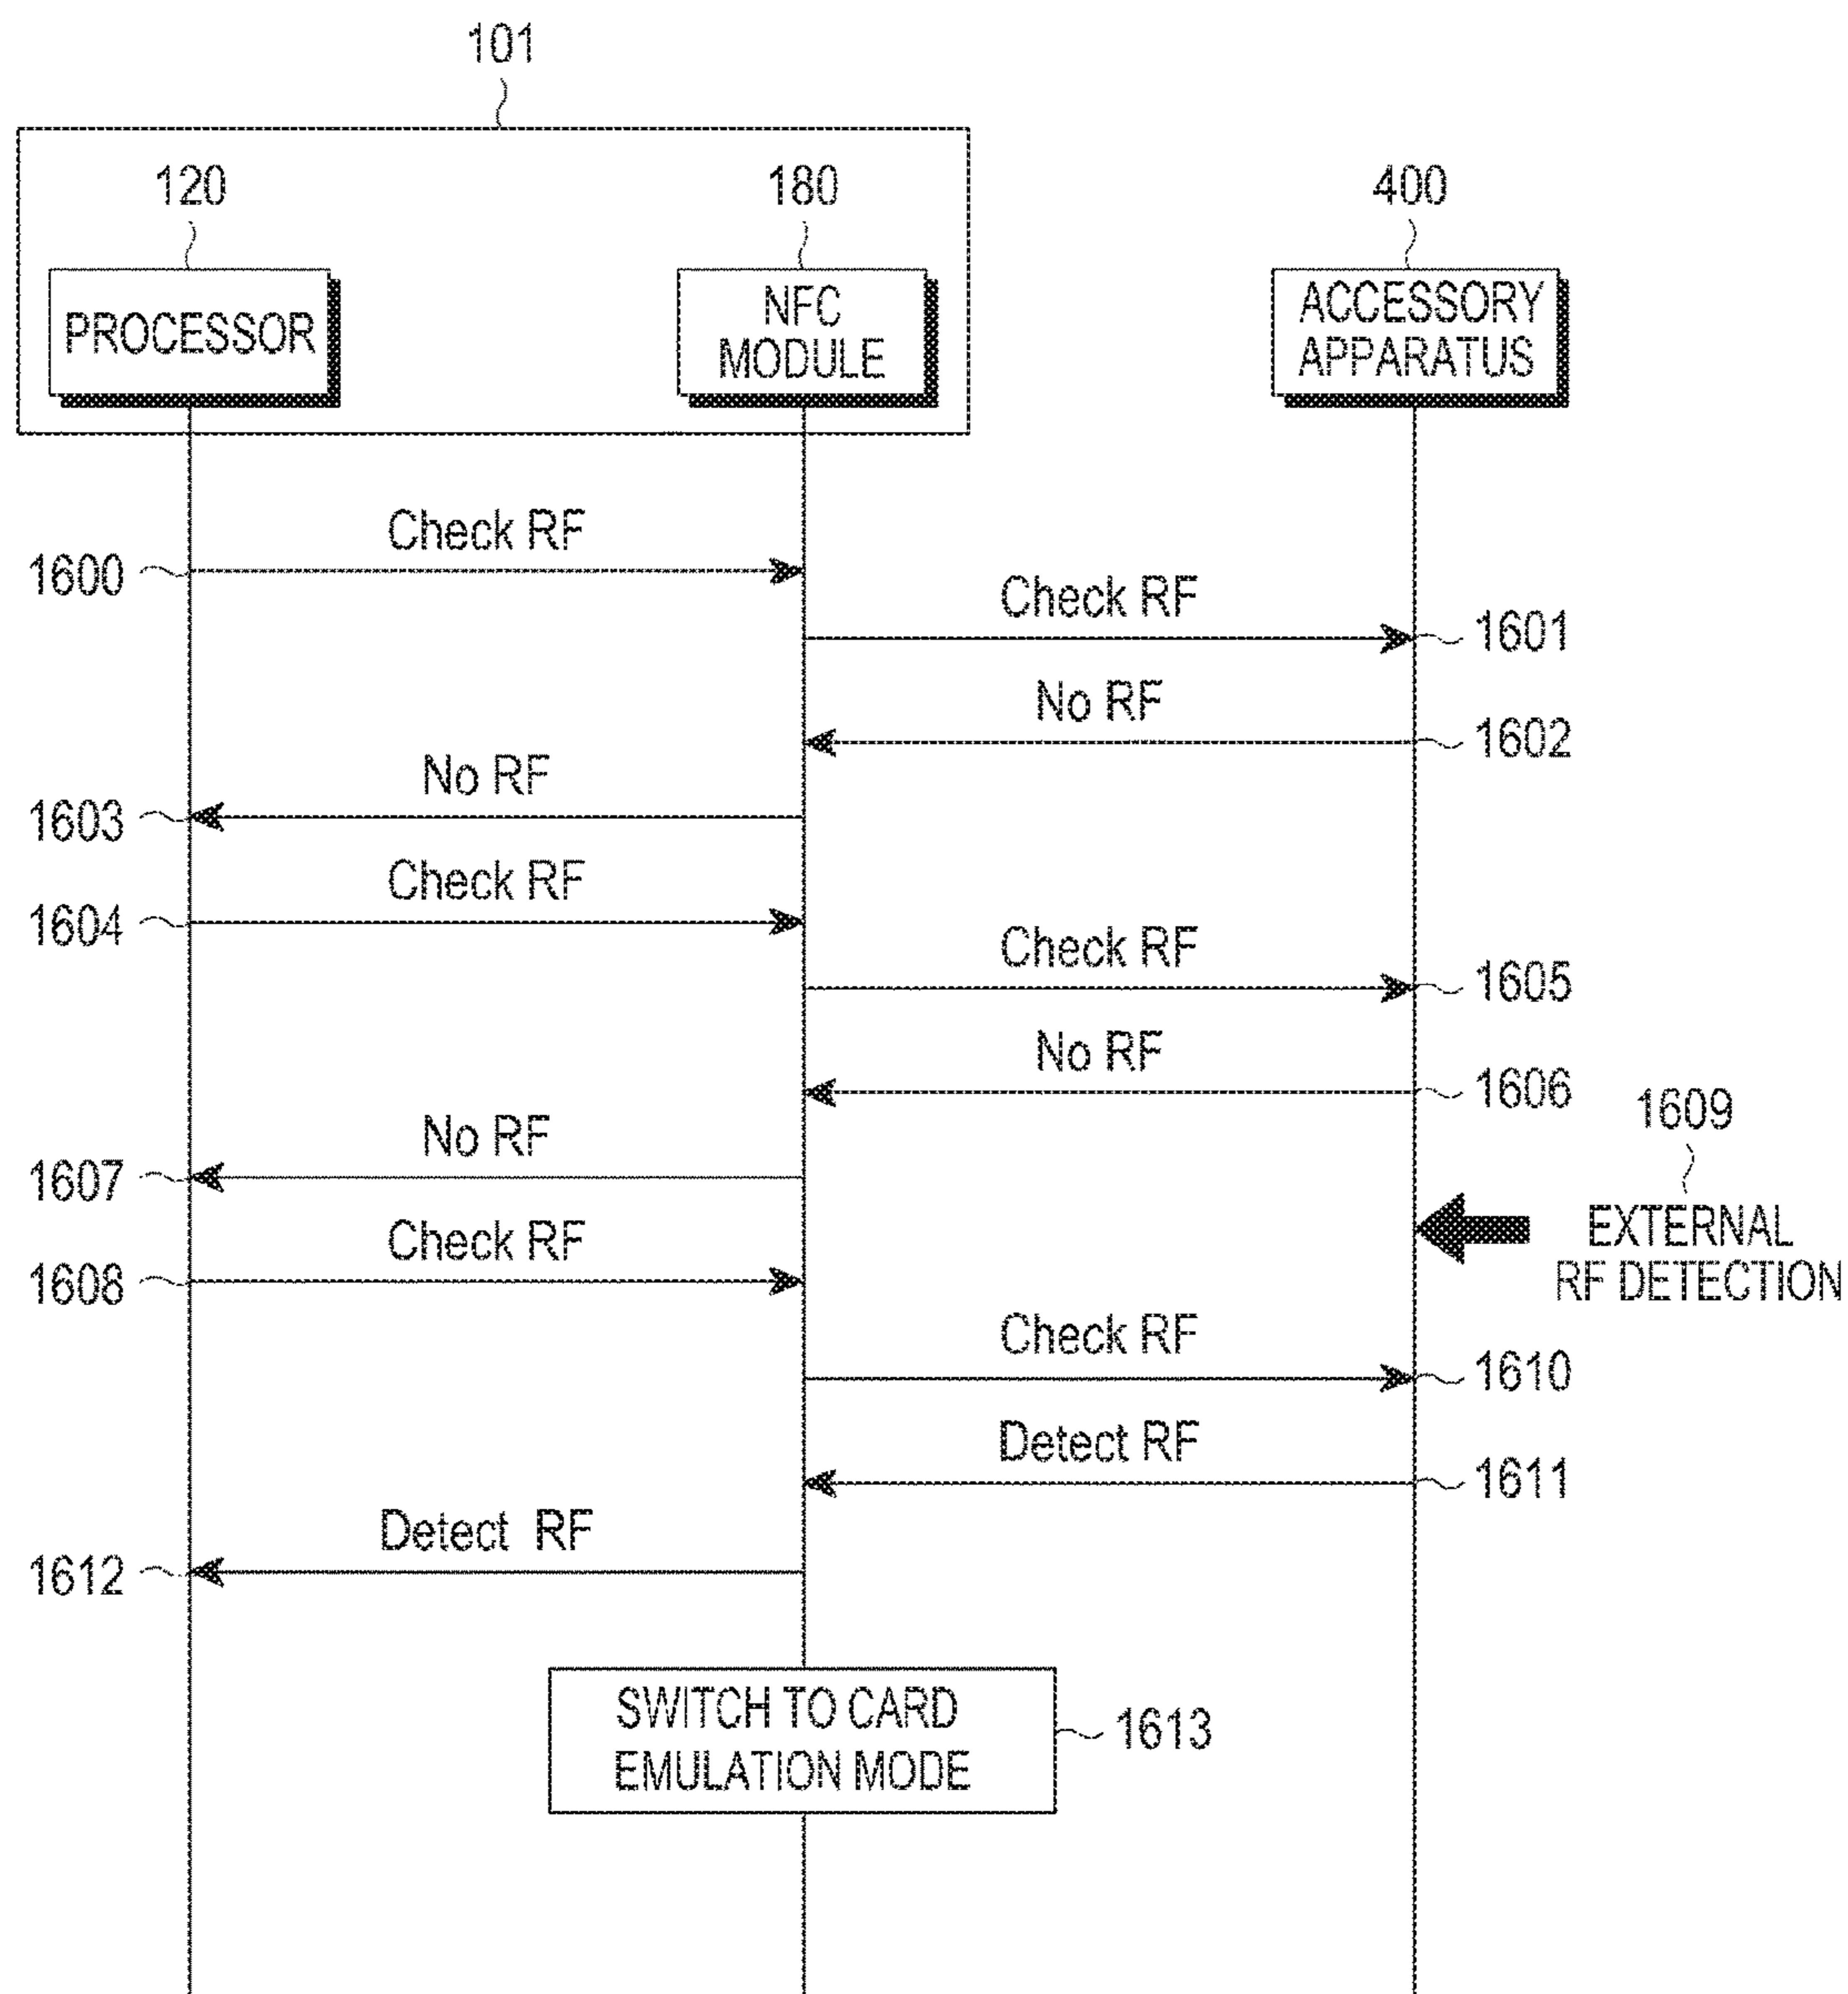 101
120
180
400
PROCESSOR
NFC
MODULE
ACCESSORY
APPARATUS
Check RF
1600
Check RF
1601
No RF
1602
No RF
1603
Check RF
1604
Check RF
1605
No RF
1606
No RF
1607
1609
EXTERNAL
RF DETECTION
Check RF
1608
Check RF
1610
Detect RF
1611
Detect RF
1612
SWITCH TO CARD
EMULATION MODE
1613